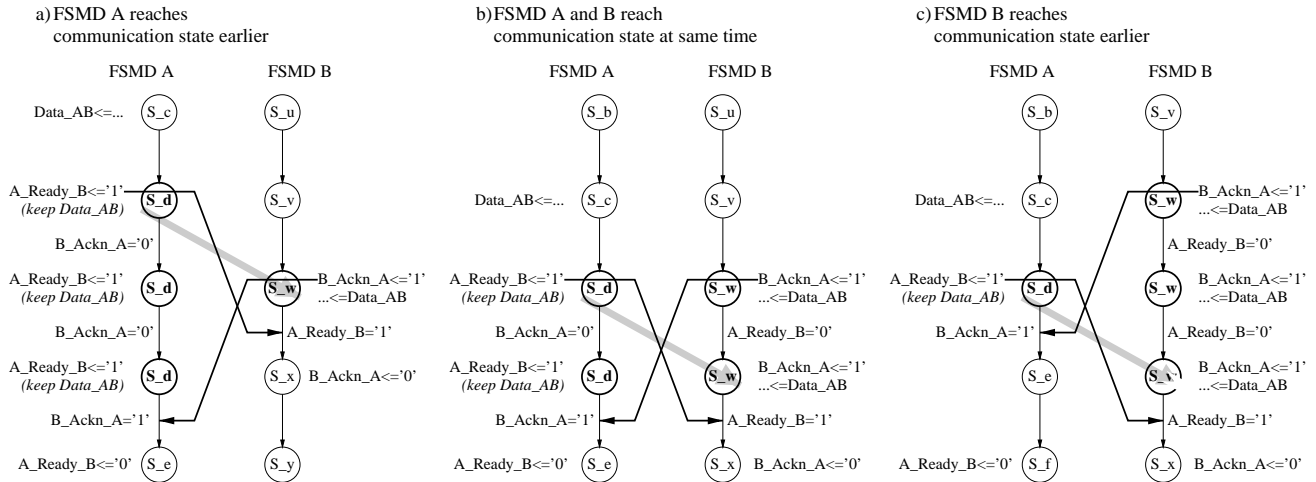 a) FSMD A reaches
communication state earlier
FSMD A FSMD B
Data_AB<=... S_c S_u
A_Ready_B<='1'
(keep Data_AB) S_d S_v
B_Ackn_A='0'
A_Ready_B<='1' B_Ackn_A<='1'
(keep Data_AB) S_d S_w ...<=Data_AB
B_Ackn_A='0' A_Ready_B='1'
A_Ready_B<='1'
(keep Data_AB) S_d S_x B_Ackn_A<='0'
B_Ackn_A='1'
A_Ready_B<='0' S_e S_y
b) FSMD A and B reach
communication state at same time
FSMD A FSMD B
S_b S_u
Data_AB<=... S_c S_v
A_Ready_B<='1' B_Ackn_A<='1'
(keep Data_AB) S_d S_w ...<=Data_AB
B_Ackn_A='0' A_Ready_B='0'
A_Ready_B<='1' B_Ackn_A<='1'
(keep Data_AB) S_d S_w ...<=Data_AB
B_Ackn_A='1' A_Ready_B='1'
A_Ready_B<='0' S_e S_x B_Ackn_A<='0'
c) FSMD B reaches
communication state earlier
FSMD A FSMD B
S_b S_v
B_Ackn_A<='1'
Data_AB<=... S_c S_w ...<=Data_AB
A_Ready_B='0'
A_Ready_B<='1' B_Ackn_A<='1'
(keep Data_AB) S_d S_w ...<=Data_AB
B_Ackn_A='1' A_Ready_B='0'
B_Ackn_A<='1'
S_e ...<=Data_AB
A_Ready_B='1'
A_Ready_B<='0' S_f S_x B_Ackn_A<='0'